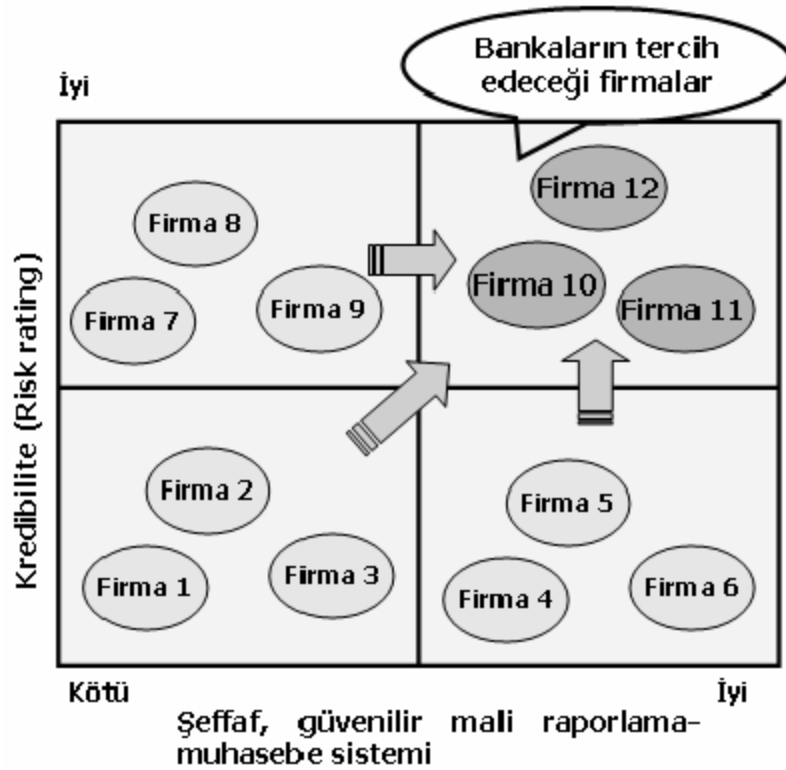 Bankaların tercih
edeceği firmalar
İyi
Firma 12
Firma 8
Firma 10
Firma 7
Firma 9
Firma 11
Kredibilite (Risk rating)
Firma 2
Firma 5
Firma 1
Firma 3
Firma 4
Firma 6
Kötü
İyi
Şeffaf, güvenilir mali raporlama-
muhasebe sistemi